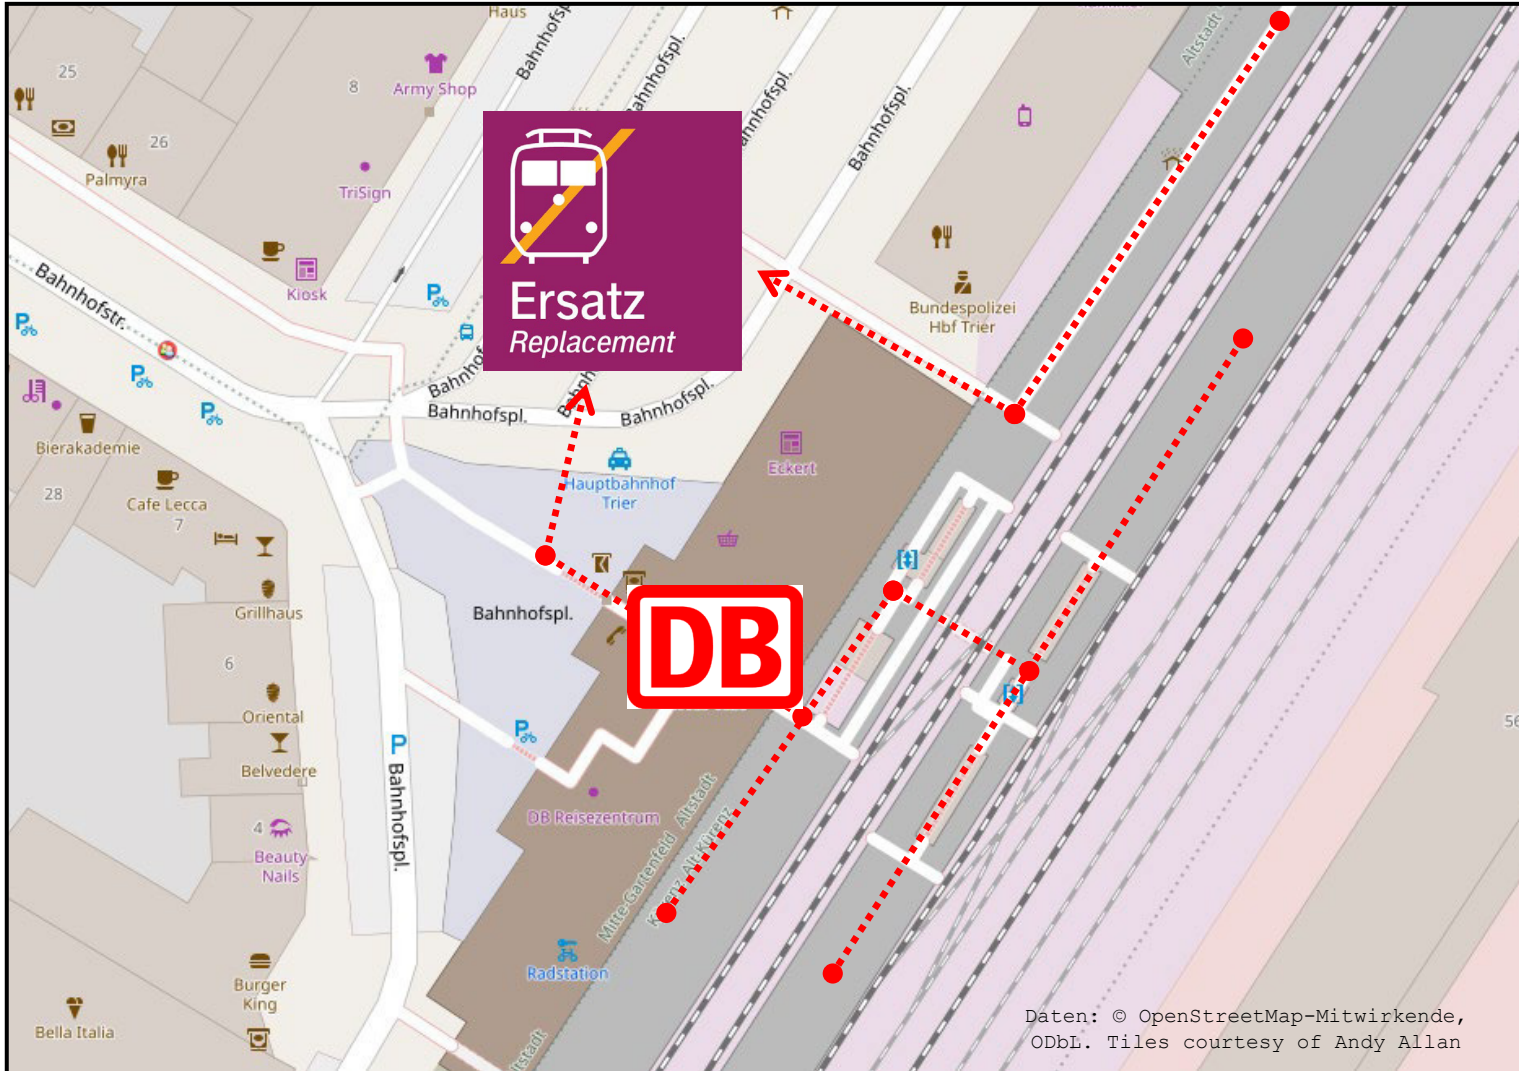 Haus
25
8
Army Shop
Bahnhofspl.
Bahnhofspl.
Altstadt
26
Palmyra
TriSign
Bahnhofspl.
Ersatz
Replacement
Kiosk
Bahnhofstr.
Bundespolizei
Hbf Trier
Bahnhofspl.
Bahnhofspl.
Bierakademie
Eckert
Hauptbahnhof
Trier
28
Cafe Lecca
7
Grillhaus
Bahnhofspl.
DB
6
Oriental
Belvedere
P
Bahnhofspl.
56
DB Reisezentrum
4
Beauty
Nails
Mitte-Gartenfeld
Altstadt
Alt-Kürenz
Radstation
Burger
King
Bella Italia
Daten: © OpenStreetMap-Mitwirkende,
ODbL. Tiles courtesy of Andy Allan